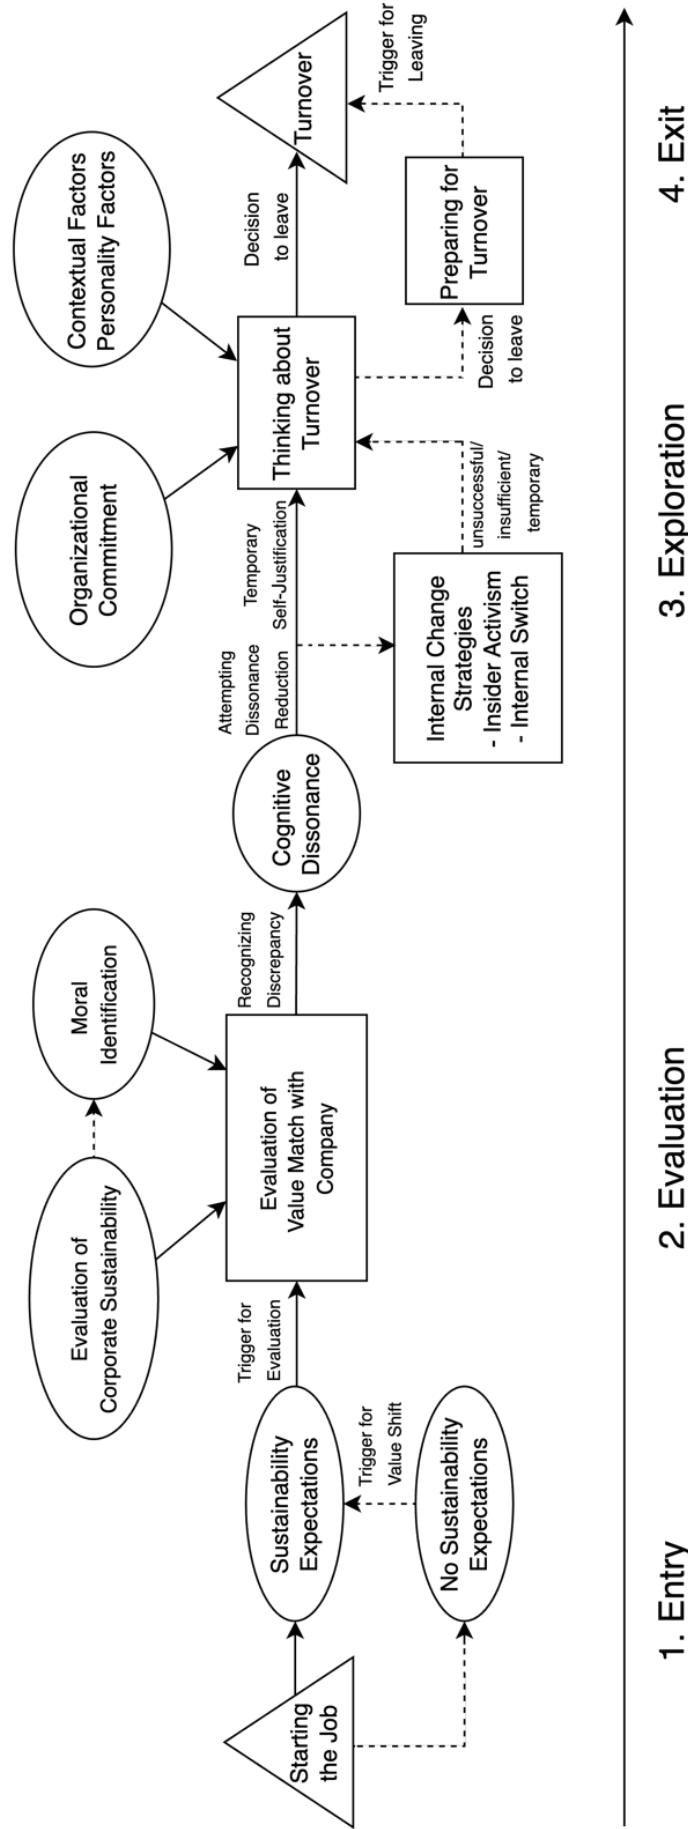 Starting
the Job
Sustainability
Expectations
No Sustainability
Expectations
Trigger for
Value Shift
Trigger for
Evaluation
Evaluation of
Corporate Sustainability
Moral
Identification
Evaluation of
Value Match with
Company
Recognizing
Discrepancy
Cognitive
Dissonance
Attempting
Dissonance
Reduction
Temporary
Self-Justification
Internal Change
Strategies
- Insider Activism
- Internal Switch
unsuccessful/
insufficient/
temporary
Organizational
Commitment
Contextual Factors
Personality Factors
Thinking about
Turnover
Decision
to leave
Decision
to leave
Preparing for
Turnover
Trigger for
Leaving
Turnover
1. Entry
2. Evaluation
3. Exploration
4. Exit